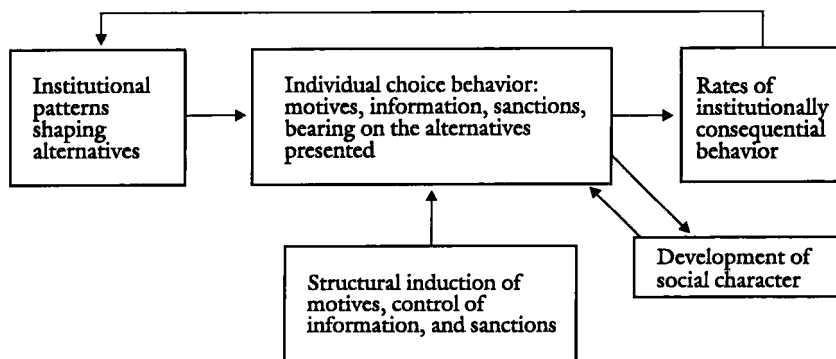 Institutional
patterns
shaping
alternatives
Individual choice behavior:
motives, information, sanctions,
bearing on the alternatives
presented
Rates of
institutionally
consequential
behavior
Structural induction of
motives, control of
information, and sanctions
Development of
social character